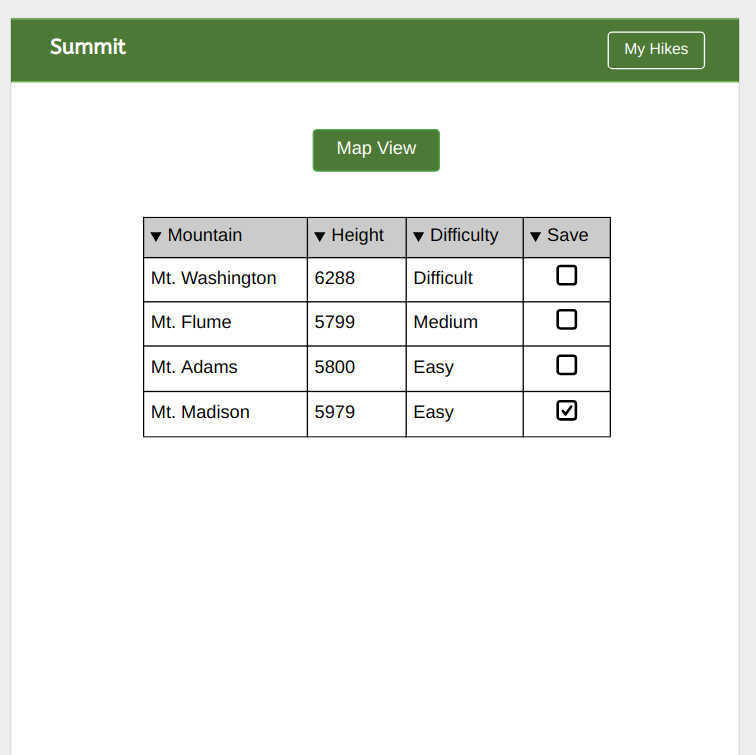 Summit
My Hikes
Map View
Mountain Height Difficulty Save
Mt. Washington 6288 Difficult
Mt. Flume 5799 Medium
Mt. Adams 5800 Easy
Mt. Madison 5979 Easy